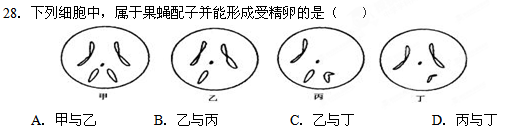 28. 下列细胞中，属于果蝇配子并能形成受精卵的是（　　）
甲 乙 丙 丁
A. 甲与乙 B. 乙与丙 C. 乙与丁 D. 丙与丁